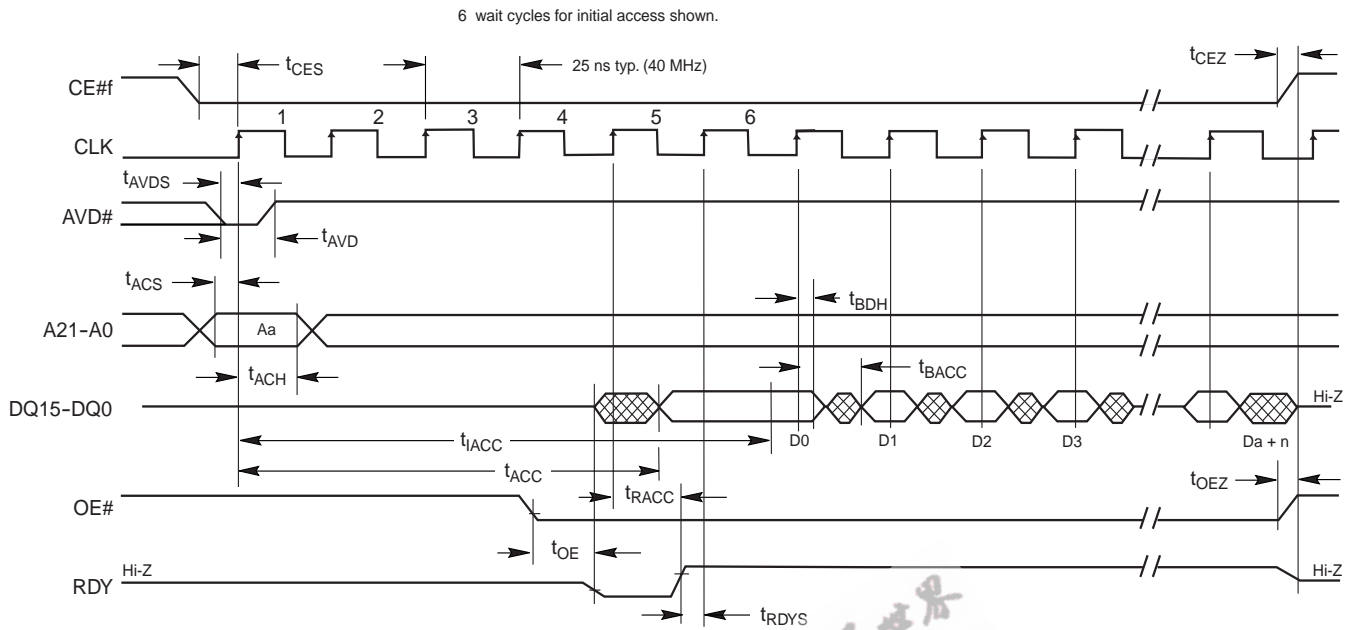 6 wait cycles for initial access shown.
tCES
25 ns typ. (40 MHz)
tCEZ
CE#f
1 2 3 4 5 6
CLK
tAVDS
AVD#
tAVD
tACS
tBDH
A21-A0
Aa
tACH
tBACC
DQ15-DQ0
Hi-Z
D0 D1 D2 D3 Da + n
tIACC
tACC
tRACC
tOEZ
OE#
tOE
Hi-Z
Hi-Z
RDY
tRDYS